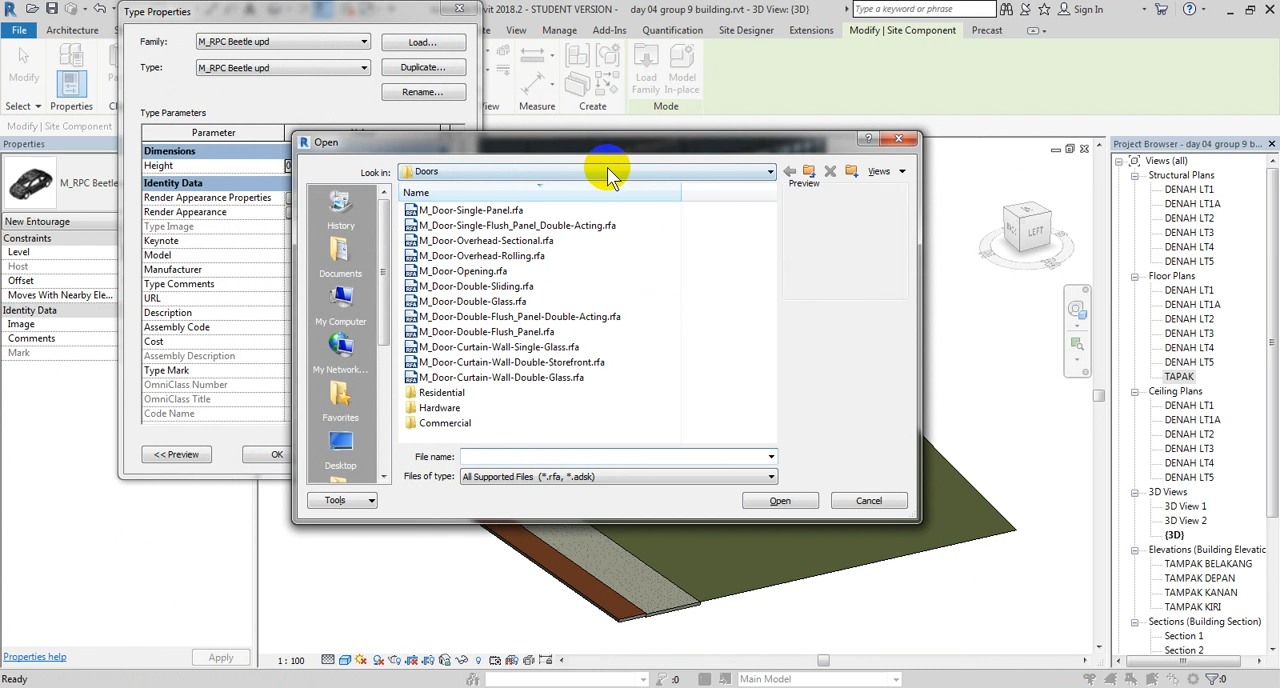 Type Properties
Revit 2018.2 - STUDENT VERSION - day 04 group 9 building.rvt - 3D View: {3D}
Type a keyword or phrase
Sign In
File
Architecture
View
Manage
Add-Ins
Quantification
Site Designer
Extensions
Modify | Site Component
Precast
Family:
M_RPC Beetle upd
Load...
Type:
M_RPC Beetle upd
Duplicate...
Rename...
Modify
Load
Family
Model
In-place
Select
Properties
Measure
Create
Mode
Modify | Site Component
Type Parameters
Parameter
Dimensions
Height
Identity Data
Render Appearance Properties
Render Appearance
Type Image
Keynote
Model
Manufacturer
Type Comments
URL
Description
Assembly Code
Cost
Assembly Description
Type Mark
OmniClass Number
OmniClass Title
Code Name
<< Preview
OK
Properties
M_RPC Beetle
New Entourage
Constraints
Level
Host
Offset
Moves With Nearby Ele...
Identity Data
Image
Comments
Mark
Properties help
Apply
Open
Look in:
Doors
Views
Name
Preview
M_Door-Single-Panel.rfa
M_Door-Single-Flush_Panel_Double-Acting.rfa
M_Door-Overhead-Sectional.rfa
M_Door-Overhead-Rolling.rfa
M_Door-Opening.rfa
M_Door-Double-Sliding.rfa
M_Door-Double-Glass.rfa
M_Door-Double-Flush_Panel-Double-Acting.rfa
M_Door-Double-Flush_Panel.rfa
M_Door-Curtain-Wall-Single-Glass.rfa
M_Door-Curtain-Wall-Double-Storefront.rfa
M_Door-Curtain-Wall-Double-Glass.rfa
Residential
Hardware
Commercial
History
Documents
My Computer
My Network...
Favorites
Desktop
File name:
Files of type:
All Supported Files (*.rfa, *.adsk)
Tools
Open
Cancel
LEFT
Project Browser - day 04 group 9 b...
Views (all)
Structural Plans
DENAH LT1
DENAH LT1A
DENAH LT2
DENAH LT3
DENAH LT4
DENAH LT5
Floor Plans
DENAH LT1
DENAH LT1A
DENAH LT2
DENAH LT3
DENAH LT4
DENAH LT5
TAPAK
Ceiling Plans
DENAH LT1
DENAH LT1A
DENAH LT2
DENAH LT3
DENAH LT4
DENAH LT5
3D Views
3D View 1
3D View 2
{3D}
Elevations (Building Elevatic
TAMPAK BELAKANG
TAMPAK DEPAN
TAMPAK KANAN
TAMPAK KIRI
Sections (Building Section)
Section 1
Section 2
1 : 100
Ready
:0
Main Model
:0